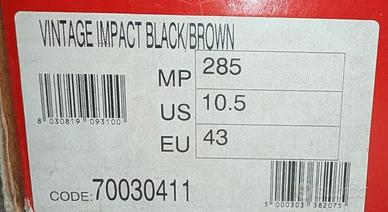 VINTAGE IMPACT BLACK/BROWN
MP 285
US 10.5
EU 43
8 030819 093100
CODE: 70030411
5 000303 382075